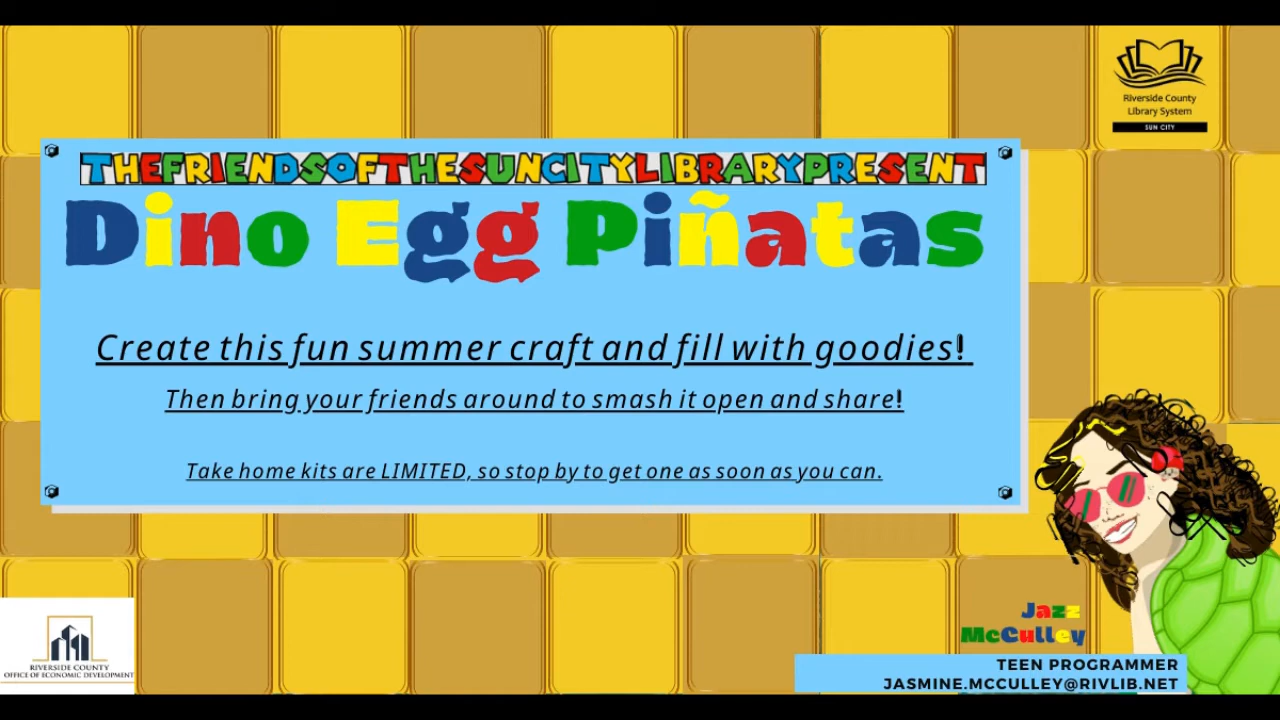 Riverside County
Library System
SUN CITY
THEFRIENDSOFTHESUNCITYLIBRARYPRESENT
Dino Egg Piñatas
Create this fun summer craft and fill with goodies!
Then bring your friends around to smash it open and share!
Take home kits are LIMITED, so stop by to get one as soon as you can.
Jazz
McCulley
TEEN PROGRAMMER
JASMINE.MCCULLEY@RIVLIB.NET
RIVERSIDE COUNTY
OFFICE OF ECONOMIC DEVELOPMENT